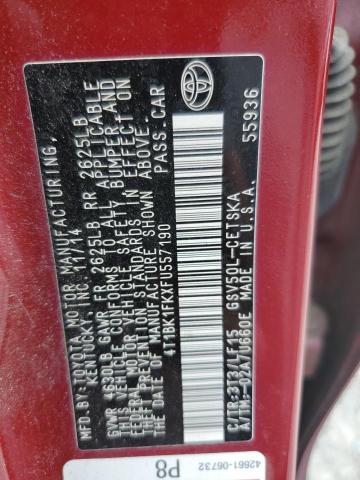 MFD.BY:TOYOTA MOTOR MANUFACTURING,
KENTUCKY, INC. 11/14
GVWR 4630LB GAWR FR 2625LB RR 2625LB
THIS VEHICLE CONFORMS TO ALL APPLICABLE
FEDERAL MOTOR VEHICLE SAFETY, BUMPER, AND
THEFT PREVENTION STANDARDS IN EFFECT ON
THE DATE OF MANUFACTURE SHOWN ABOVE.
4T1BK1FKXFU557190 PASS.CAR
C/TR:3T3/LF15 GSV50L-CETSKA
A/TM:-02A/U660E MADE IN U.S.A.
55936
42661-06732
P8